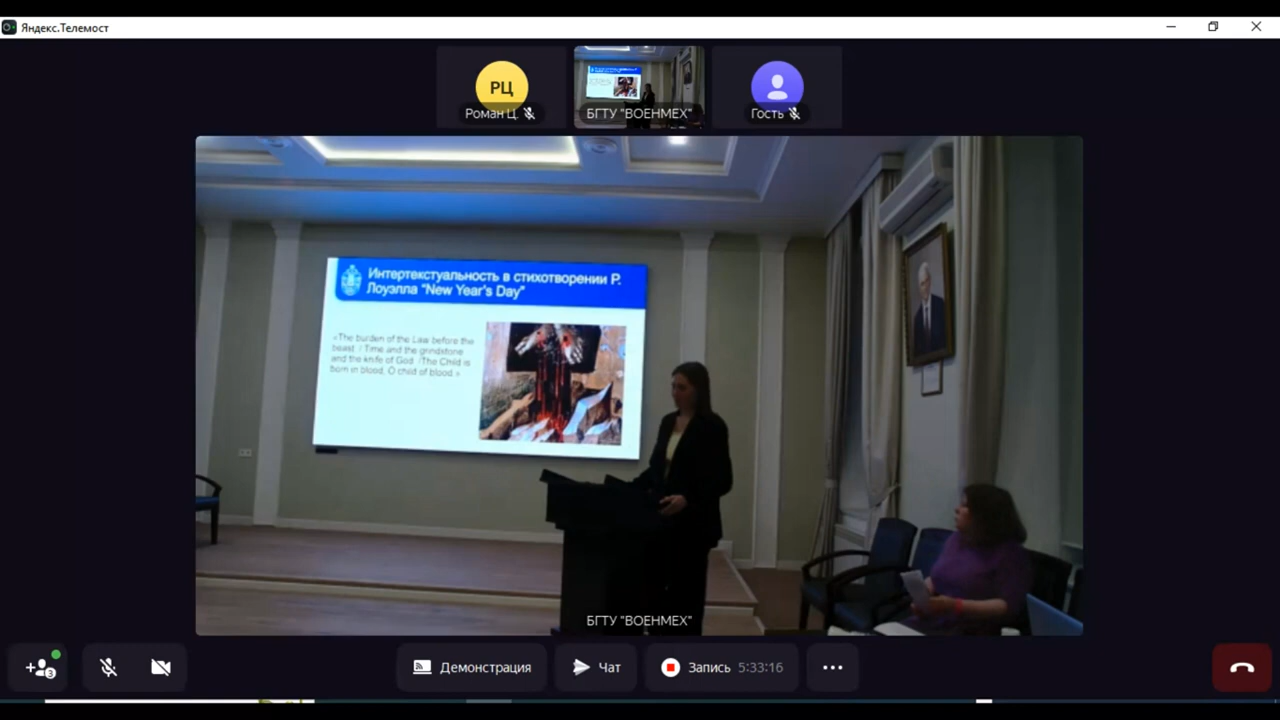 Яндекс.Телемост
РЦ
Роман Ц.
БГТУ "ВОЕНМЕХ"
Гость
Интертекстуальность в стихотворении Р.
Лоуэлла "New Year's Day"
«The burden of the Law before the
beast. / Time and the grindstone
and the knife of God. /The Child is
born in blood, O child of blood.»
БГТУ "ВОЕНМЕХ"
3
Демонстрация
Чат
Запись 5:33:16